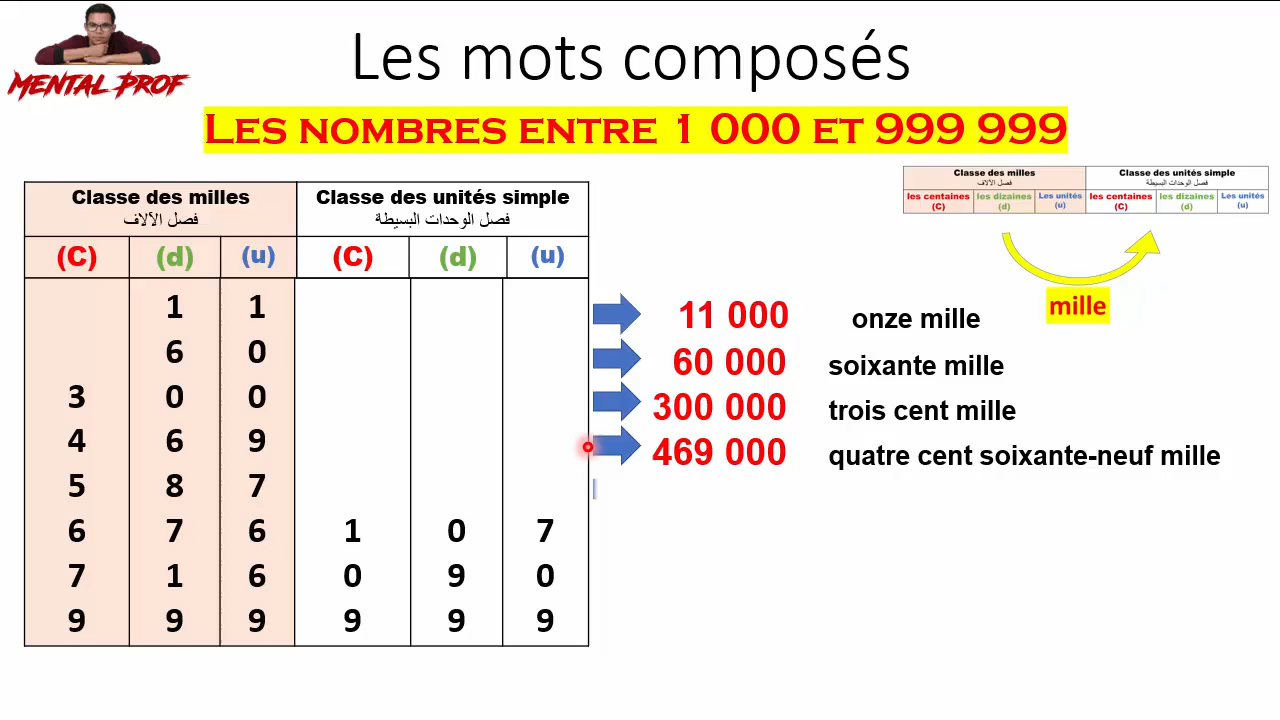 MENTAL PROF
Les mots composés
LES NOMBRES ENTRE 1 000 ET 999 999
Classe des milles Classe des unités simple
فصل الآلاف فصل الوحدات البسيطة
(C) (d) (u) (C) (d) (u)
1 1
6 0
3 0 0
4 6 9
5 8 7
6 7 6 1 0 7
7 1 6 0 9 0
9 9 9 9 9 9
Classe des milles Classe des unités simple
فصل الآلاف فصل الوحدات البسيطة
les centaines les dizaines Les unités les centaines les dizaines Les unités
(C) (d) (u) (C) (d) (u)
mille
11 000 onze mille
60 000 soixante mille
300 000 trois cent mille
469 000 quatre cent soixante-neuf mille